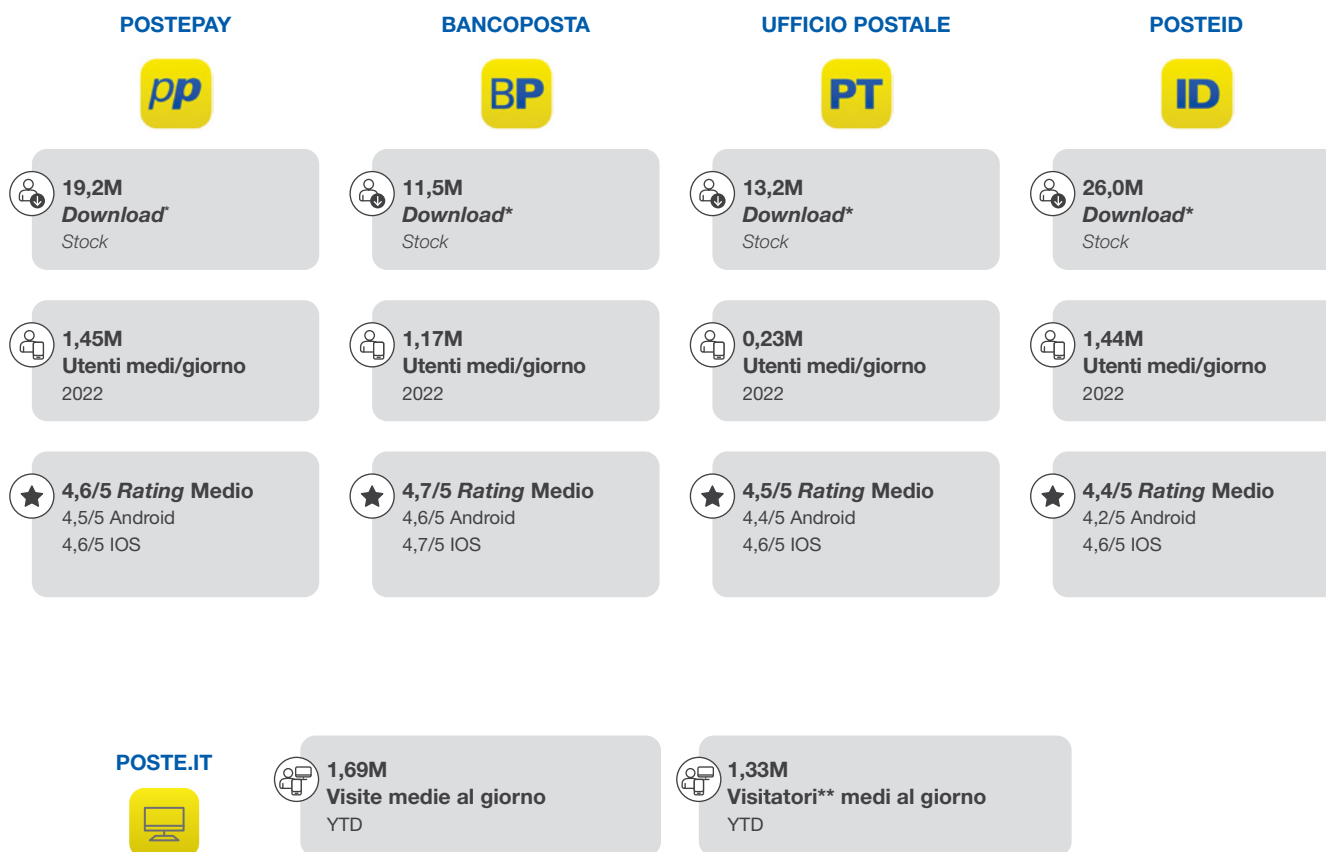 POSTEPAY
BANCOPOSTA
UFFICIO POSTALE
POSTEID
pp
BP
PT
ID
19,2M
Download*
Stock
11,5M
Download*
Stock
13,2M
Download*
Stock
26,0M
Download*
Stock
1,45M
Utenti medi/giorno
2022
1,17M
Utenti medi/giorno
2022
0,23M
Utenti medi/giorno
2022
1,44M
Utenti medi/giorno
2022
4,6/5 Rating Medio
4,5/5 Android
4,6/5 IOS
4,7/5 Rating Medio
4,6/5 Android
4,7/5 IOS
4,5/5 Rating Medio
4,4/5 Android
4,6/5 IOS
4,4/5 Rating Medio
4,2/5 Android
4,6/5 IOS
POSTE.IT
1,69M
Visite medie al giorno
YTD
1,33M
Visitatori** medi al giorno
YTD